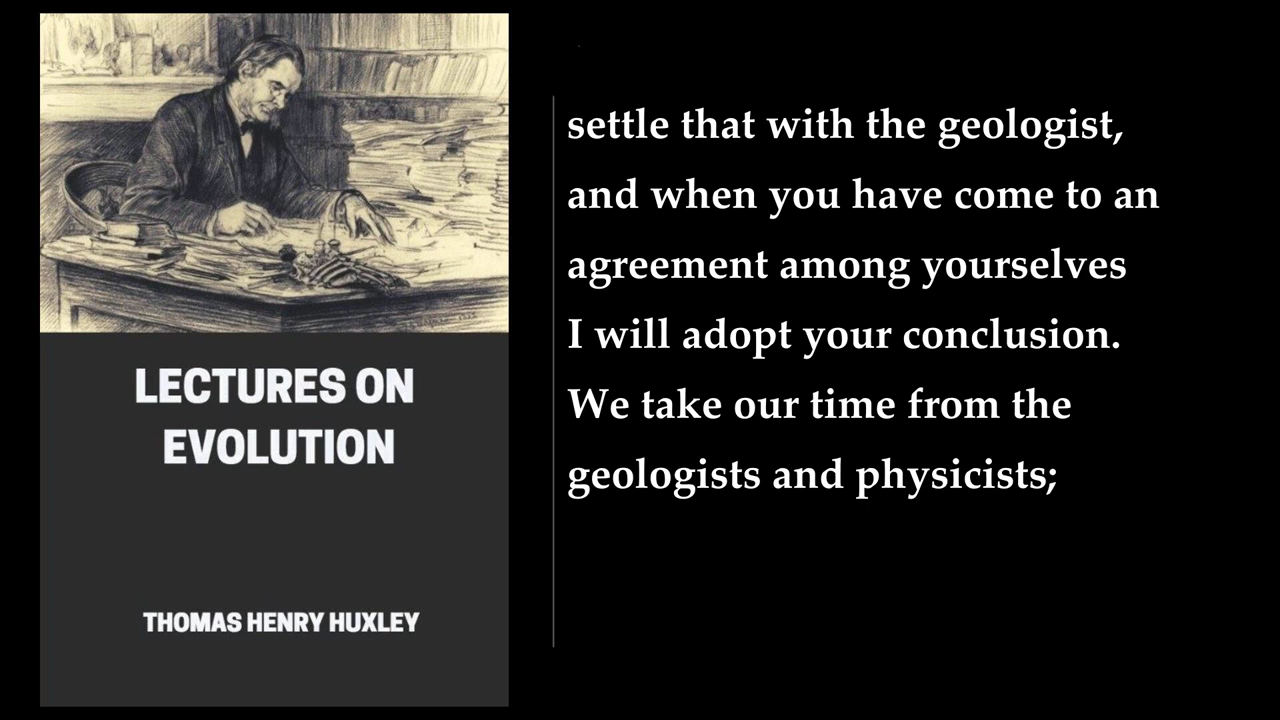 LECTURES ON
EVOLUTION
THOMAS HENRY HUXLEY
settle that with the geologist,
and when you have come to an
agreement among yourselves
I will adopt your conclusion.
We take our time from the
geologists and physicists;